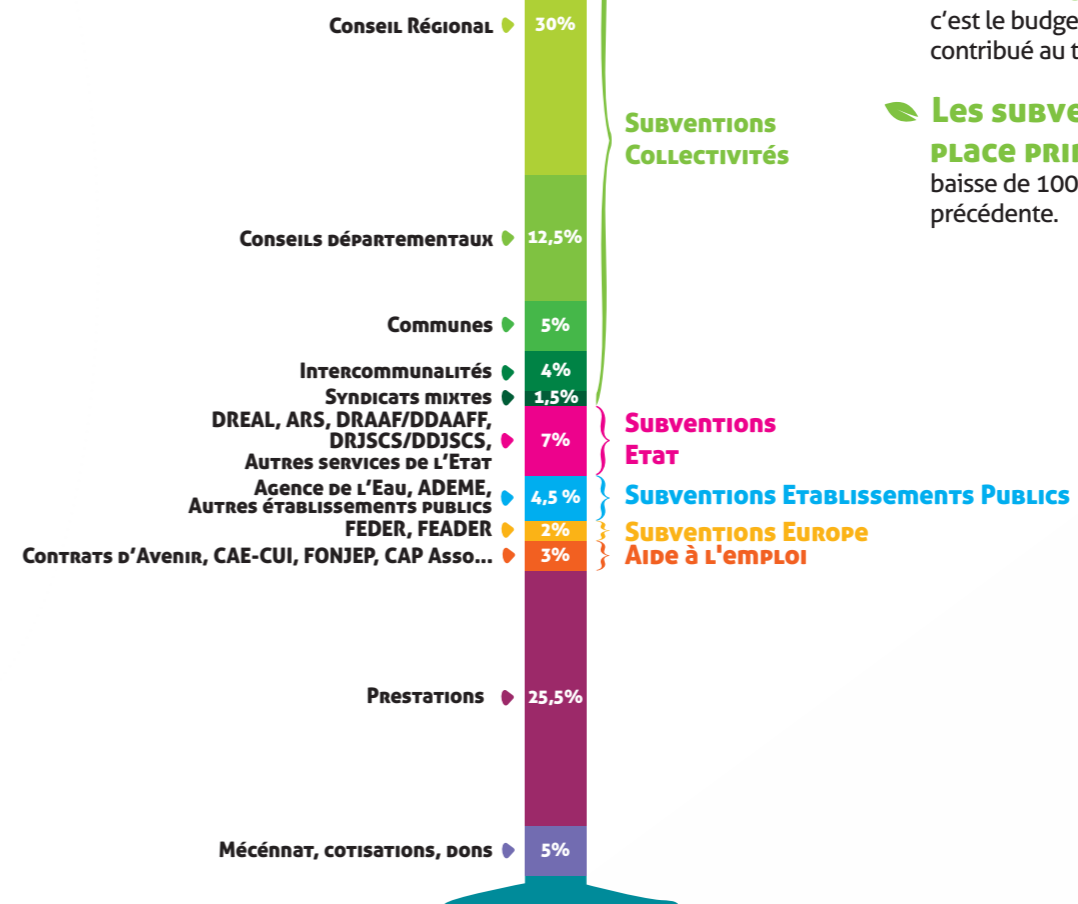 Conseil Régional 30%
c'est le budge
contribué au t
Subventions
Collectivités
Les subve
place prin
baisse de 100
précédente.
Conseils départementaux 12,5%
Communes 5%
Intercommunalités 4%
Syndicats mixtes 1,5%
DREAL, ARS, DRAAF/DDAAFF,
DRJSCS/DDJSCS,
Autres services de l'Etat
7%
Subventions
Etat
Agence de l'Eau, ADEME,
Autres établissements publics
4,5 %
Subventions Etablissements Publics
FEDER, FEADER 2% Subventions Europe
Contrats d'Avenir, CAE-CUI, FONJEP, CAP Asso... 3% Aide à l'emploi
Prestations 25,5%
Mécénnat, cotisations, dons 5%